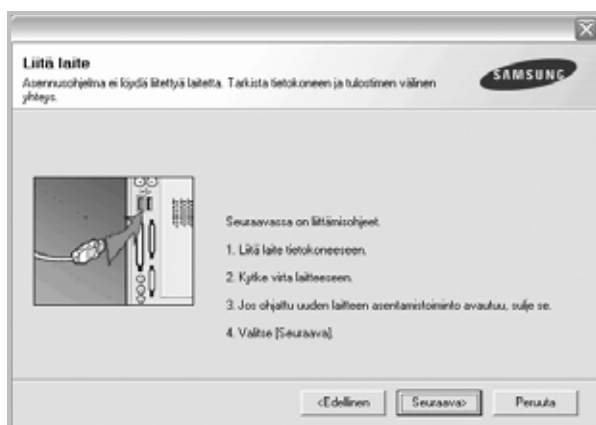 Liitä laite
Asennusohjelma ei löydä liitettyä laitetta. Tarkista tietokoneen ja tulostimen välinen
yhteys.
SAMSUNG
Seuraavassa on liittämisohjeet.
1. Liitä laite tietokoneeseen.
2. Kytke virta laitteeseen.
3. Jos ohjattu uuden laitteen asentamistoiminto avautuu, sulje se.
4. Valitse [Seuraava].
<Edellinen
Seuraava>
Peruuta